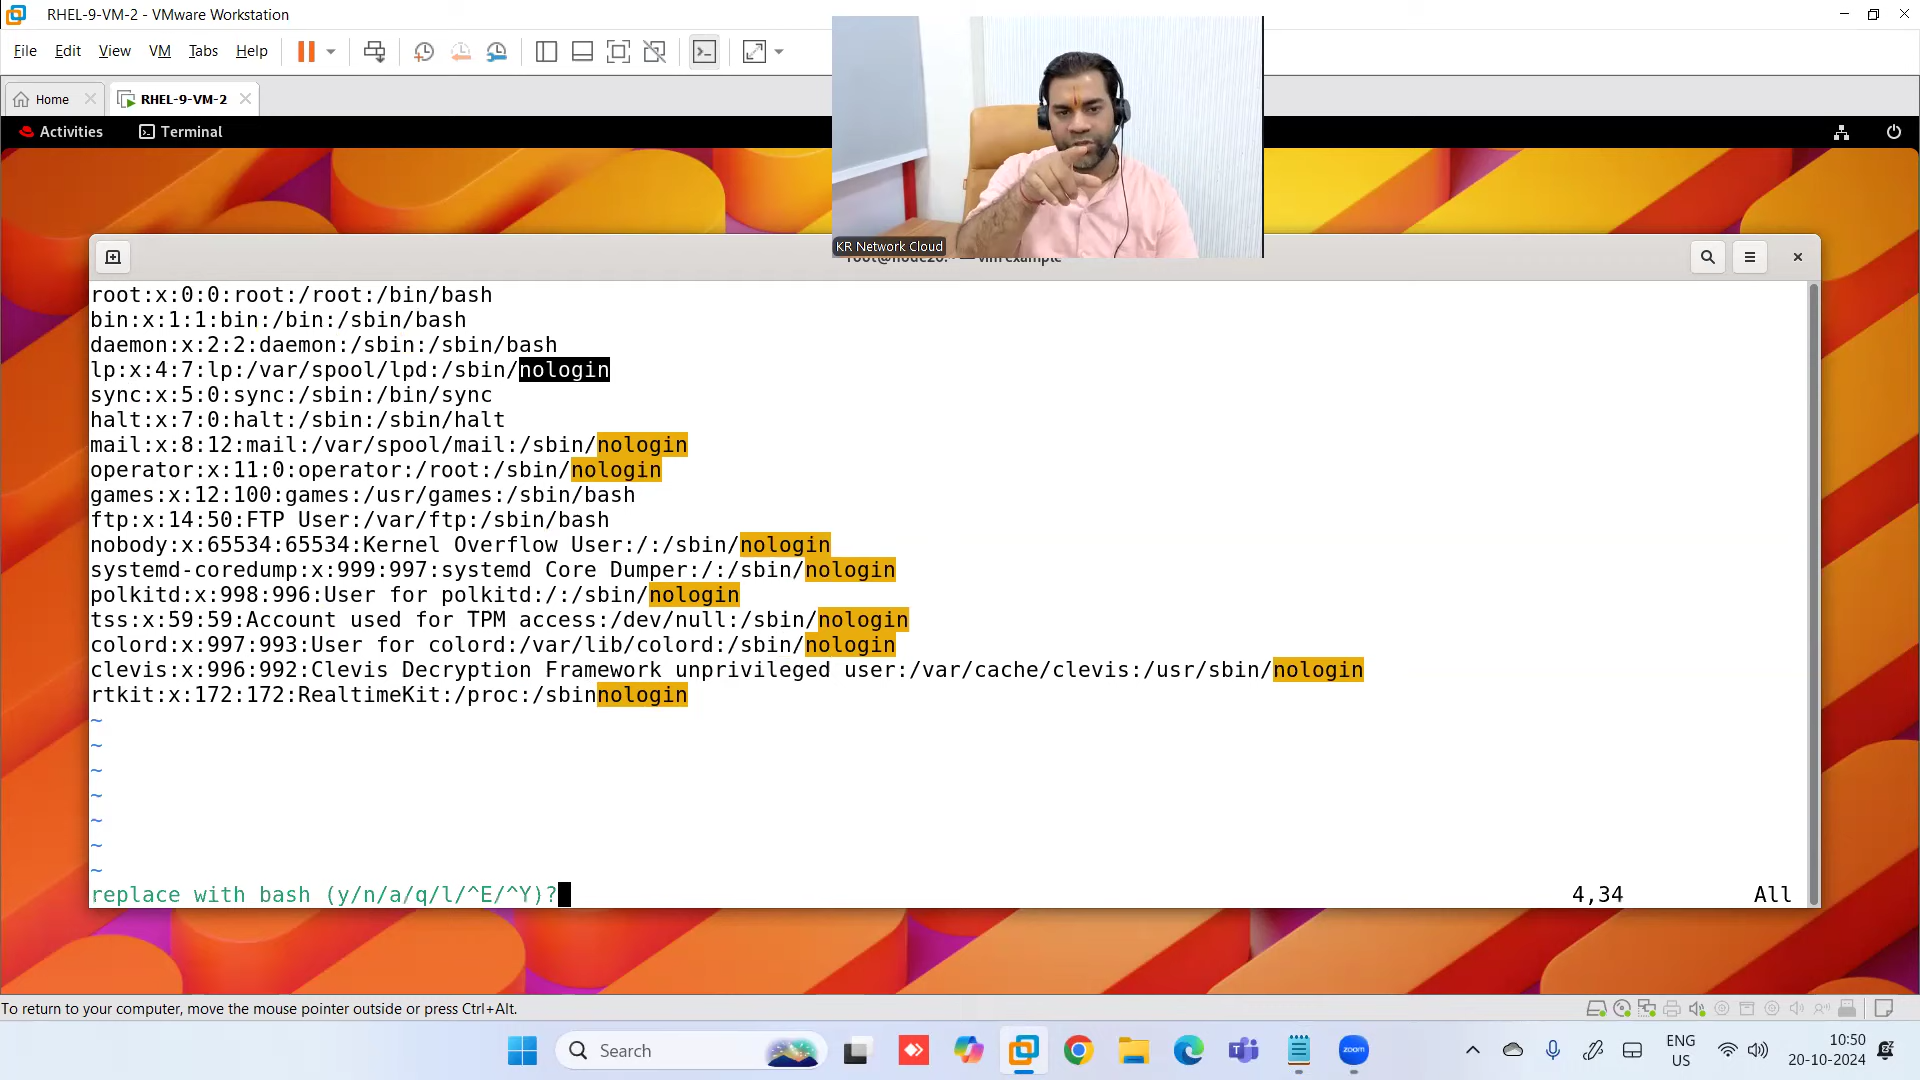 RHEL-9-VM-2 - VMware Workstation
File Edit View VM Tabs Help
Home
RHEL-9-VM-2
Activities
Terminal
KR Network Cloud
root:x:0:0:root:/root:/bin/bash
bin:x:1:1:bin:/bin:/sbin/bash
daemon:x:2:2:daemon:/sbin:/sbin/bash
lp:x:4:7:lp:/var/spool/lpd:/sbin/nologin
sync:x:5:0:sync:/sbin:/bin/sync
halt:x:7:0:halt:/sbin:/sbin/halt
mail:x:8:12:mail:/var/spool/mail:/sbin/nologin
operator:x:11:0:operator:/root:/sbin/nologin
games:x:12:100:games:/usr/games:/sbin/bash
ftp:x:14:50:FTP User:/var/ftp:/sbin/bash
nobody:x:65534:65534:Kernel Overflow User:/:/sbin/nologin
systemd-coredump:x:999:997:systemd Core Dumper:/:/sbin/nologin
polkitd:x:998:996:User for polkitd:/:/sbin/nologin
tss:x:59:59:Account used for TPM access:/dev/null:/sbin/nologin
colord:x:997:993:User for colord:/var/lib/colord:/sbin/nologin
clevis:x:996:992:Clevis Decryption Framework unprivileged user:/var/cache/clevis:/usr/sbin/nologin
rtkit:x:172:172:RealtimeKit:/proc:/sbinnologin
~
~
~
~
~
~
~
replace with bash (y/n/a/q/l/^E/^Y)? 4,34 All
To return to your computer, move the mouse pointer outside or press Ctrl+Alt.
Search
zoom
ENG
US
10:50
20-10-2024